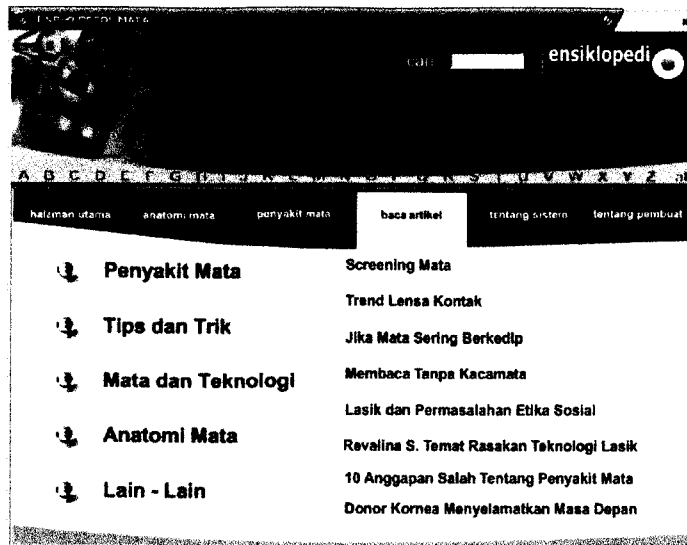 ENSIKLOPEDI MATA
cari
ensiklopedi
A B C D E F G H I J K L M N O P Q R S T U V W X Y Z all
halaman utama
anatomi mata
penyakit mata
baca artikel
tentang sistem
tentang pembuat
Penyakit Mata
Tips dan Trik
Mata dan Teknologi
Anatomi Mata
Lain - Lain
Screening Mata
Trend Lensa Kontak
Jika Mata Sering Berkedip
Membaca Tanpa Kacamata
Lasik dan Permasalahan Etika Sosial
Revalina S. Temat Rasakan Teknologi Lasik
10 Anggapan Salah Tentang Penyakit Mata
Donor Kornea Menyelamatkan Masa Depan